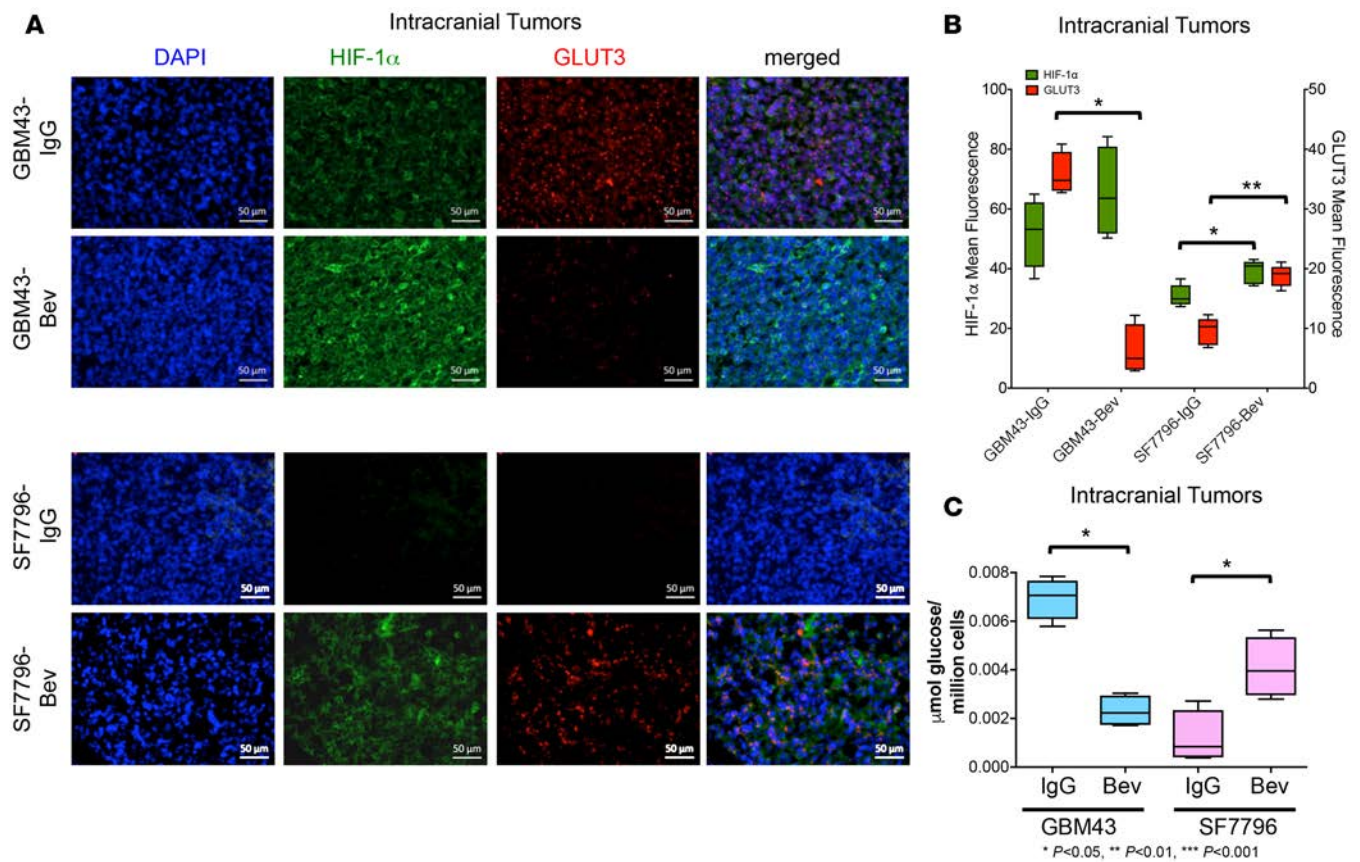 A
Intracranial Tumors
DAPI HIF-1α GLUT3 merged
GBM43-
IgG
50 µm 50 µm 50 µm 50 µm
GBM43-
Bev
50 µm 50 µm 50 µm 50 µm
SF7796-
IgG
50 µm 50 µm 50 µm 50 µm
SF7796-
Bev
50 µm 50 µm 50 µm 50 µm
B
Intracranial Tumors
HIF-1α
GLUT3
HIF-1α Mean Fluorescence
100
80
60
40
20
0
* * **
GLUT3 Mean Fluorescence
50
40
30
20
10
0
GBM43-IgG GBM43-Bev SF7796-IgG SF7796-Bev
C
Intracranial Tumors
µmol glucose/
million cells
0.008
0.006
0.004
0.002
0.000
* *
IgG Bev IgG Bev
GBM43 SF7796
* P<0.05, ** P<0.01, *** P<0.001